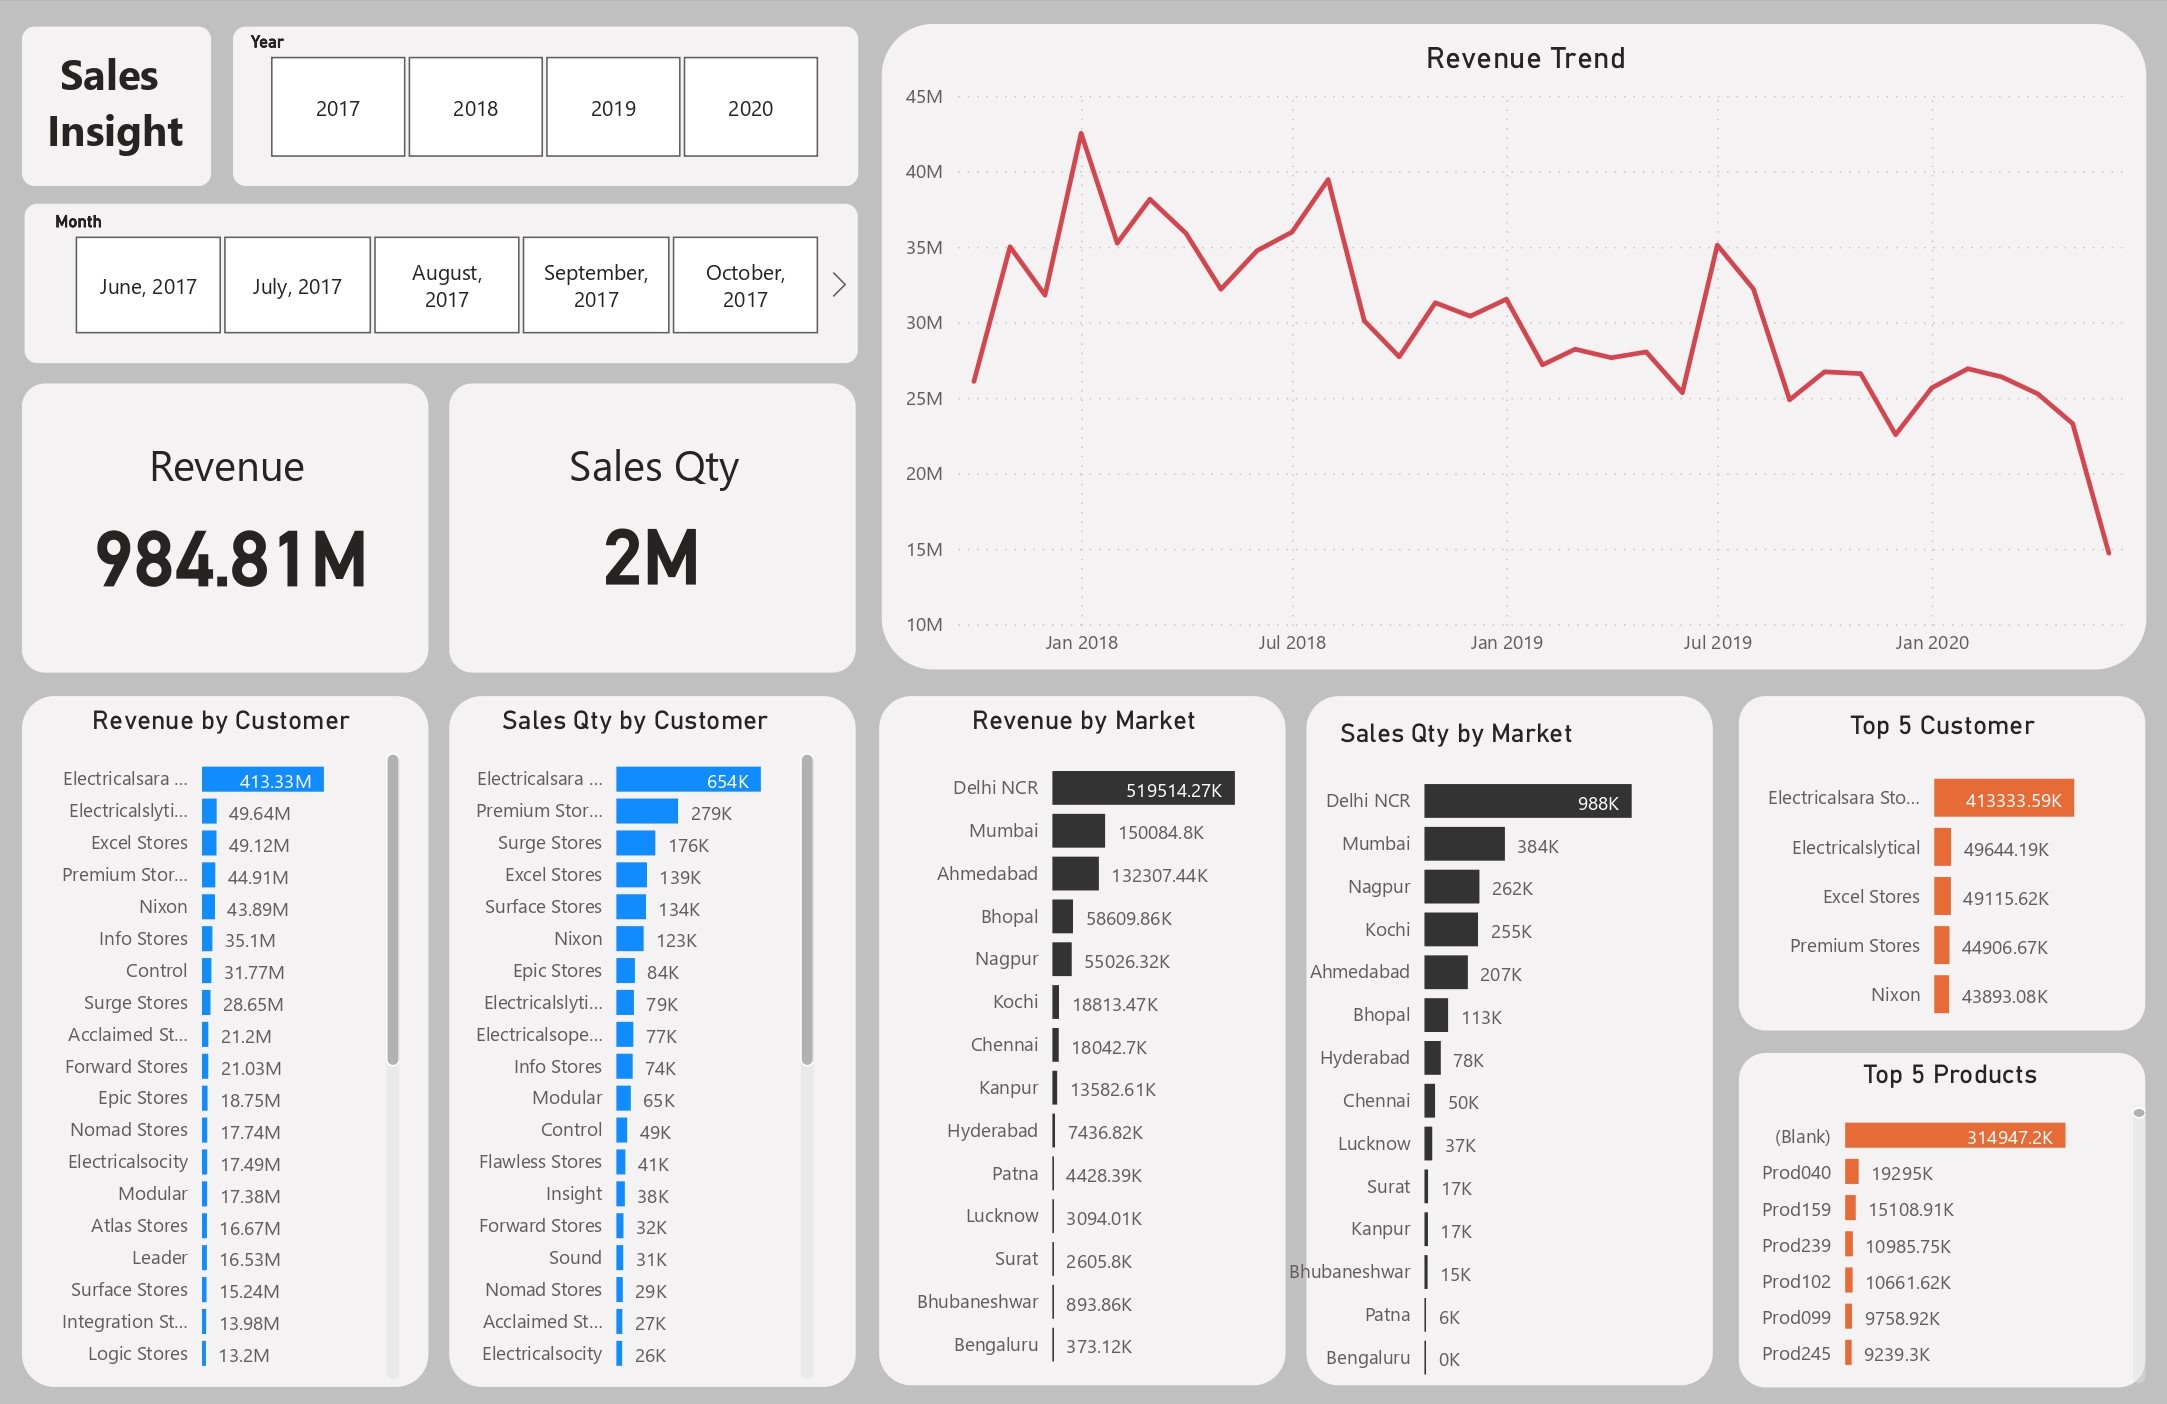 Sales
Insight
Year
2017
2018
2019
2020
Month
June, 2017
July, 2017
August,
2017
September,
2017
October,
2017
Revenue
984.81M
Sales Qty
2M
Revenue Trend
45M
40M
35M
30M
25M
20M
15M
10M
Jan 2018
Jul 2018
Jan 2019
Jul 2019
Jan 2020
Revenue by Customer
Electricalsara ... 413.33M
Electricalslyti... 49.64M
Excel Stores 49.12M
Premium Stor... 44.91M
Nixon 43.89M
Info Stores 35.1M
Control 31.77M
Surge Stores 28.65M
Acclaimed St... 21.2M
Forward Stores 21.03M
Epic Stores 18.75M
Nomad Stores 17.74M
Electricalsocity 17.49M
Modular 17.38M
Atlas Stores 16.67M
Leader 16.53M
Surface Stores 15.24M
Integration St... 13.98M
Logic Stores 13.2M
Sales Qty by Customer
Electricalsara ... 654K
Premium Stor... 279K
Surge Stores 176K
Excel Stores 139K
Surface Stores 134K
Nixon 123K
Epic Stores 84K
Electricalslyti... 79K
Electricalsope... 77K
Info Stores 74K
Modular 65K
Control 49K
Flawless Stores 41K
Insight 38K
Forward Stores 32K
Sound 31K
Nomad Stores 29K
Acclaimed St... 27K
Electricalsocity 26K
Revenue by Market
Delhi NCR 519514.27K
Mumbai 150084.8K
Ahmedabad 132307.44K
Bhopal 58609.86K
Nagpur 55026.32K
Kochi 18813.47K
Chennai 18042.7K
Kanpur 13582.61K
Hyderabad 7436.82K
Patna 4428.39K
Lucknow 3094.01K
Surat 2605.8K
Bhubaneshwar 893.86K
Bengaluru 373.12K
Sales Qty by Market
Delhi NCR 988K
Mumbai 384K
Nagpur 262K
Kochi 255K
Ahmedabad 207K
Bhopal 113K
Hyderabad 78K
Chennai 50K
Lucknow 37K
Surat 17K
Kanpur 17K
Bhubaneshwar 15K
Patna 6K
Bengaluru 0K
Top 5 Customer
Electricalsara Sto... 413333.59K
Electricalslytical 49644.19K
Excel Stores 49115.62K
Premium Stores 44906.67K
Nixon 43893.08K
Top 5 Products
(Blank) 314947.2K
Prod040 19295K
Prod159 15108.91K
Prod239 10985.75K
Prod102 10661.62K
Prod099 9758.92K
Prod245 9239.3K